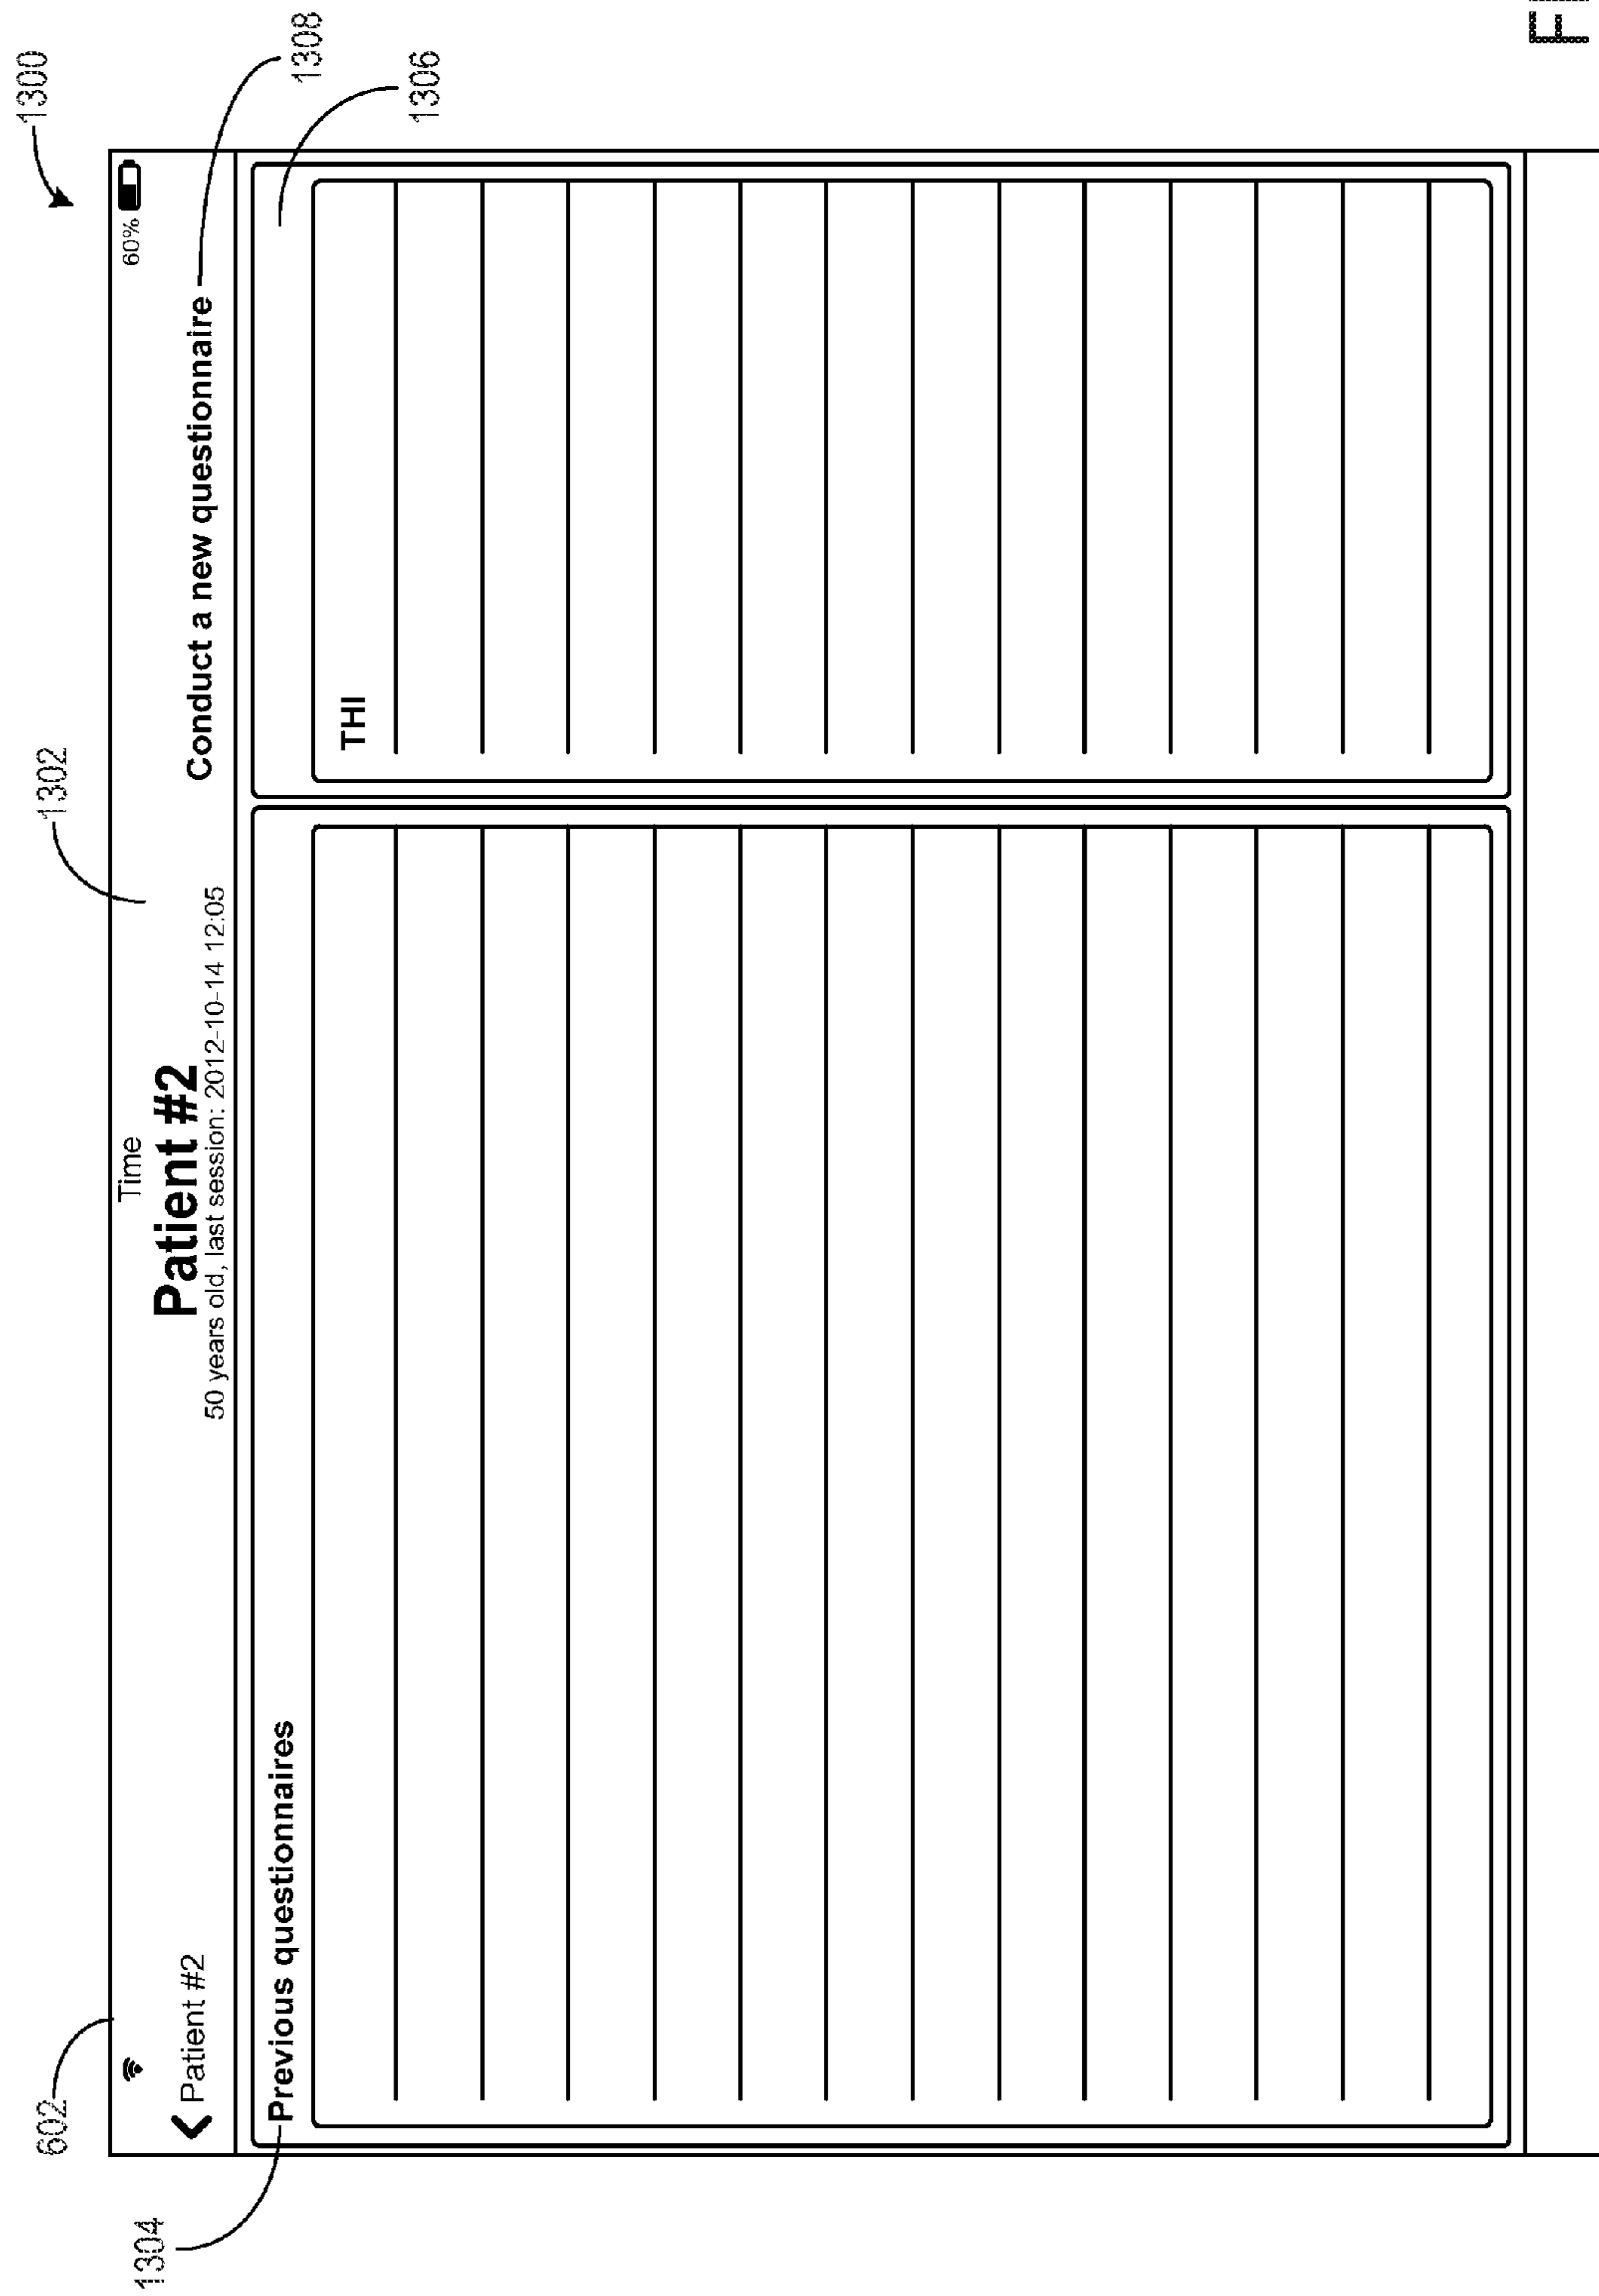 1300
602
1302
1308
1306
1304
Time
60%
Patient #2
Patient #2
50 years old, last session: 2012-10-14 12:05
Conduct a new questionnaire
Previous questionnaires
THI